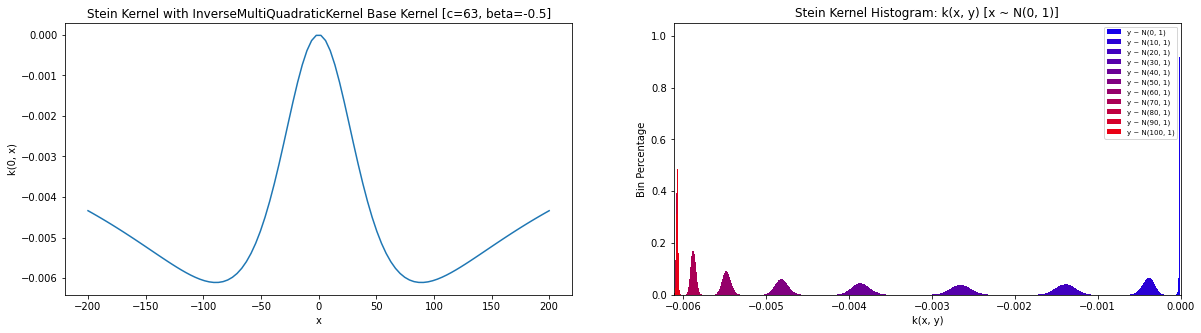 Stein Kernel with InverseMultiQuadraticKernel Base Kernel [c=63, beta=-0.5]
0.000
−0.001
−0.002
−0.003
−0.004
−0.005
−0.006
k(0, x)
−200
−150
−100
−50
0
50
100
150
200
x
Stein Kernel Histogram: k(x, y) [x ~ N(0, 1)]
1.0
0.8
0.6
0.4
0.2
0.0
Bin Percentage
y ~ N(0, 1)
y ~ N(10, 1)
y ~ N(20, 1)
y ~ N(30, 1)
y ~ N(40, 1)
y ~ N(50, 1)
y ~ N(60, 1)
y ~ N(70, 1)
y ~ N(80, 1)
y ~ N(90, 1)
y ~ N(100, 1)
−0.006
−0.005
−0.004
−0.003
−0.002
−0.001
0.000
k(x, y)